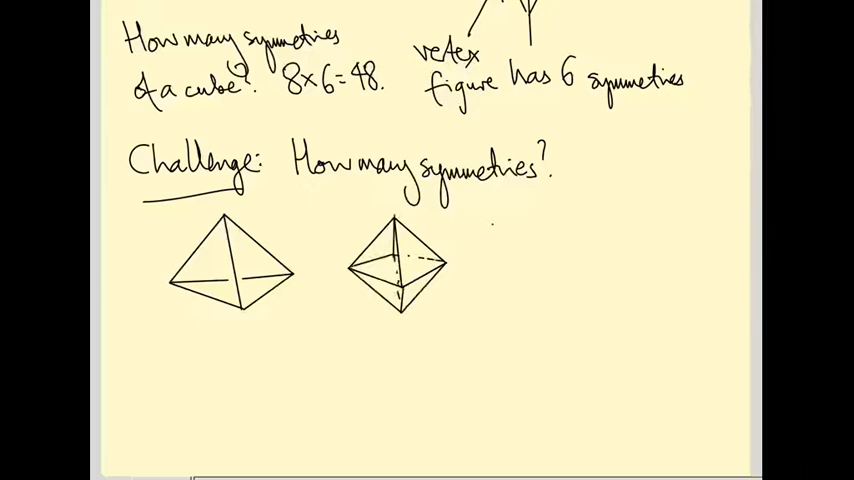 How many symmetries
of a cube? 8×6=48.
vertex
figure has 6 symmetries
Challenge: How many symmetries?